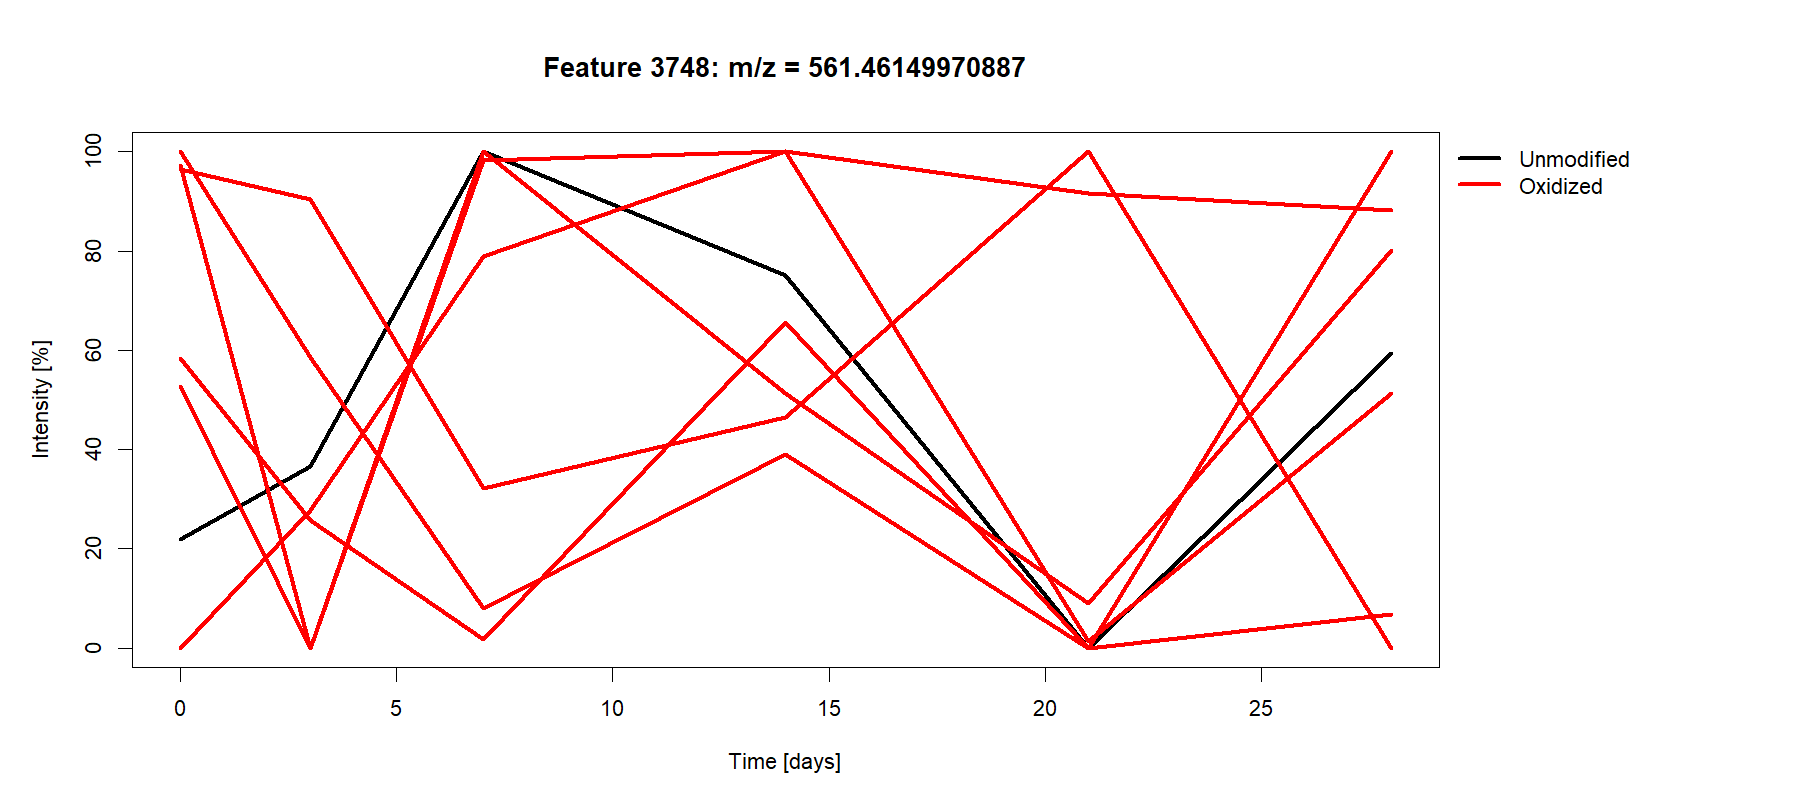 Feature 3748: m/z = 561.46149970887
Unmodified
Oxidized
Intensity [%]
100
80
60
40
20
0
0 5 10 15 20 25
Time [days]